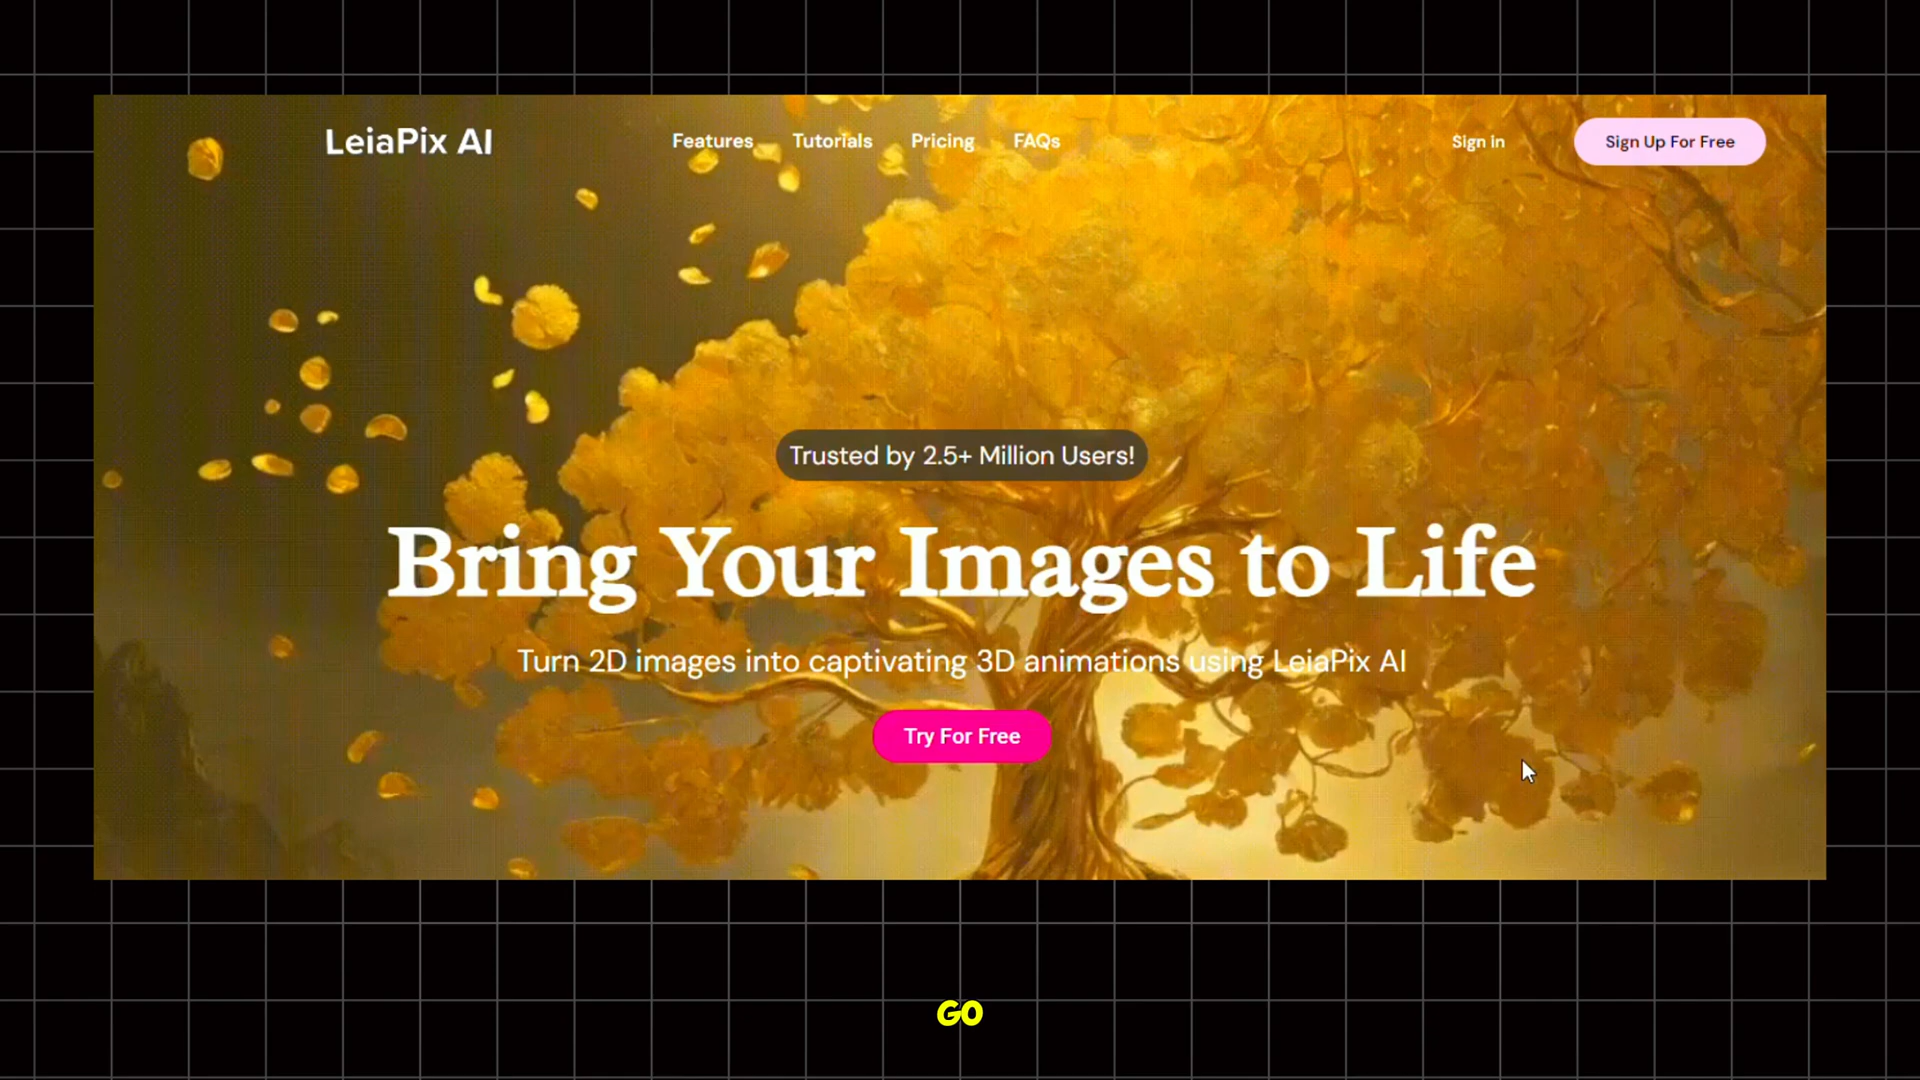 LeiaPix AI
Features Tutorials Pricing FAQs
Sign in
Sign Up For Free
Trusted by 2.5+ Million Users!
Bring Your Images to Life
Turn 2D images into captivating 3D animations using LeiaPix AI
Try For Free
GO